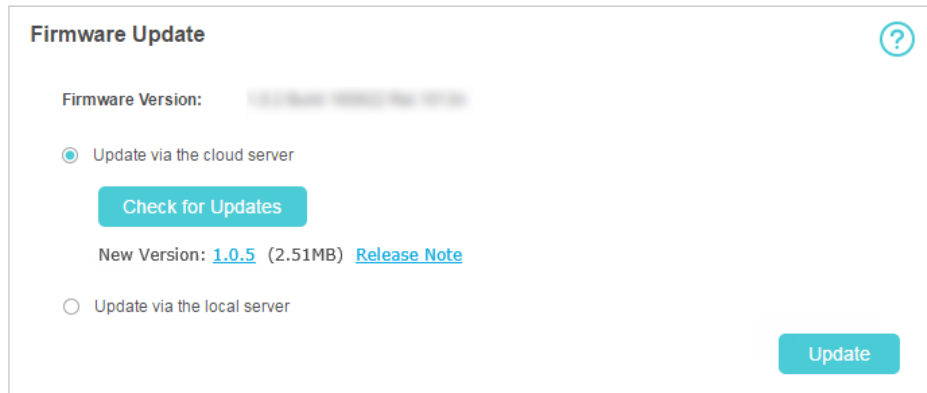 Firmware Update
?
Firmware Version:
Update via the cloud server
Check for Updates
New Version: 1.0.5 (2.51MB) Release Note
Update via the local server
Update